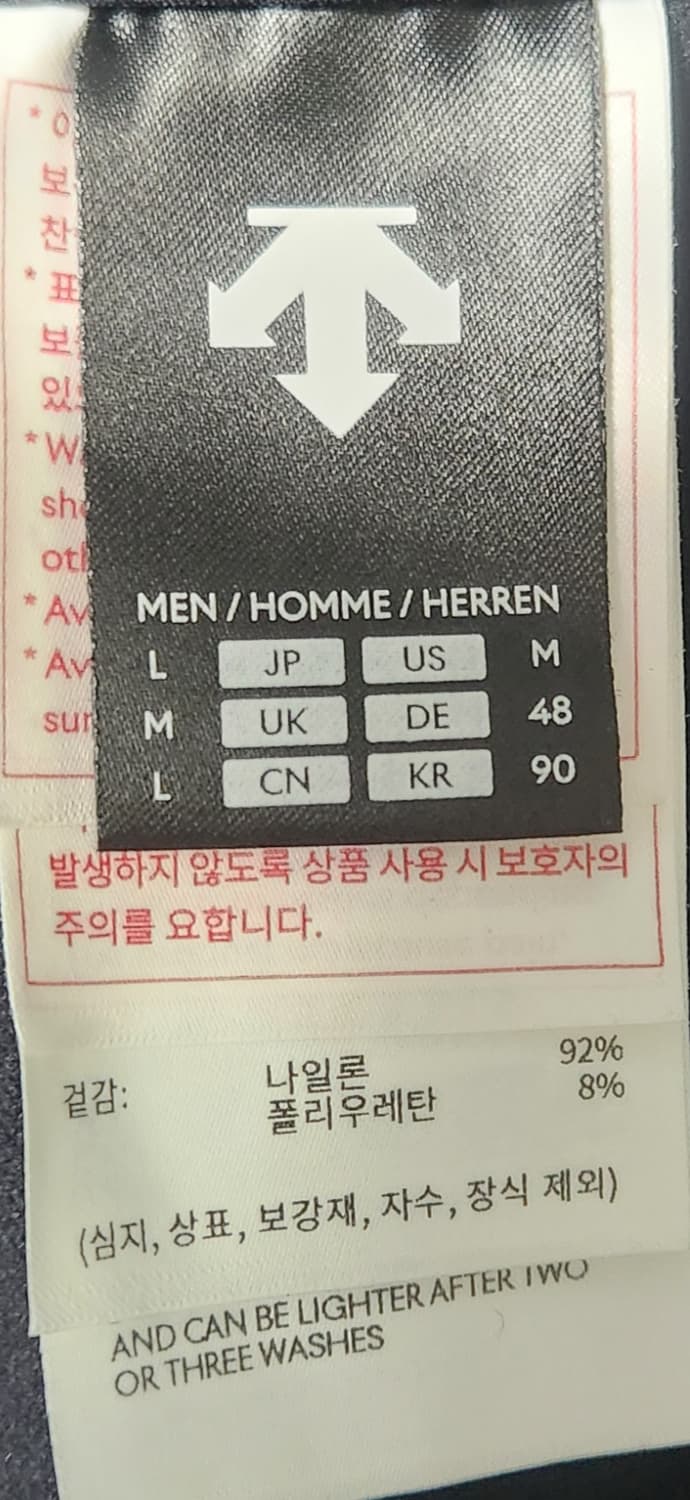 MEN / HOMME / HERREN
L JP US M
M UK DE 48
L CN KR 90
발생하지 않도록 상품 사용 시 보호자의
주의를 요합니다.
겉감: 나일론 92%
폴리우레탄 8%
(심지, 상표, 보강재, 자수, 장식 제외)
AND CAN BE LIGHTER AFTER TWO
OR THREE WASHES